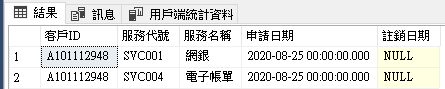 結果 訊息 用戶端統計資料
客戶ID 服務代號 服務名稱 申請日期 註銷日期
1 A101112948 SVC001 網銀 2020-08-25 00:00:00.000 NULL
2 A101112948 SVC004 電子帳單 2020-08-25 00:00:00.000 NULL